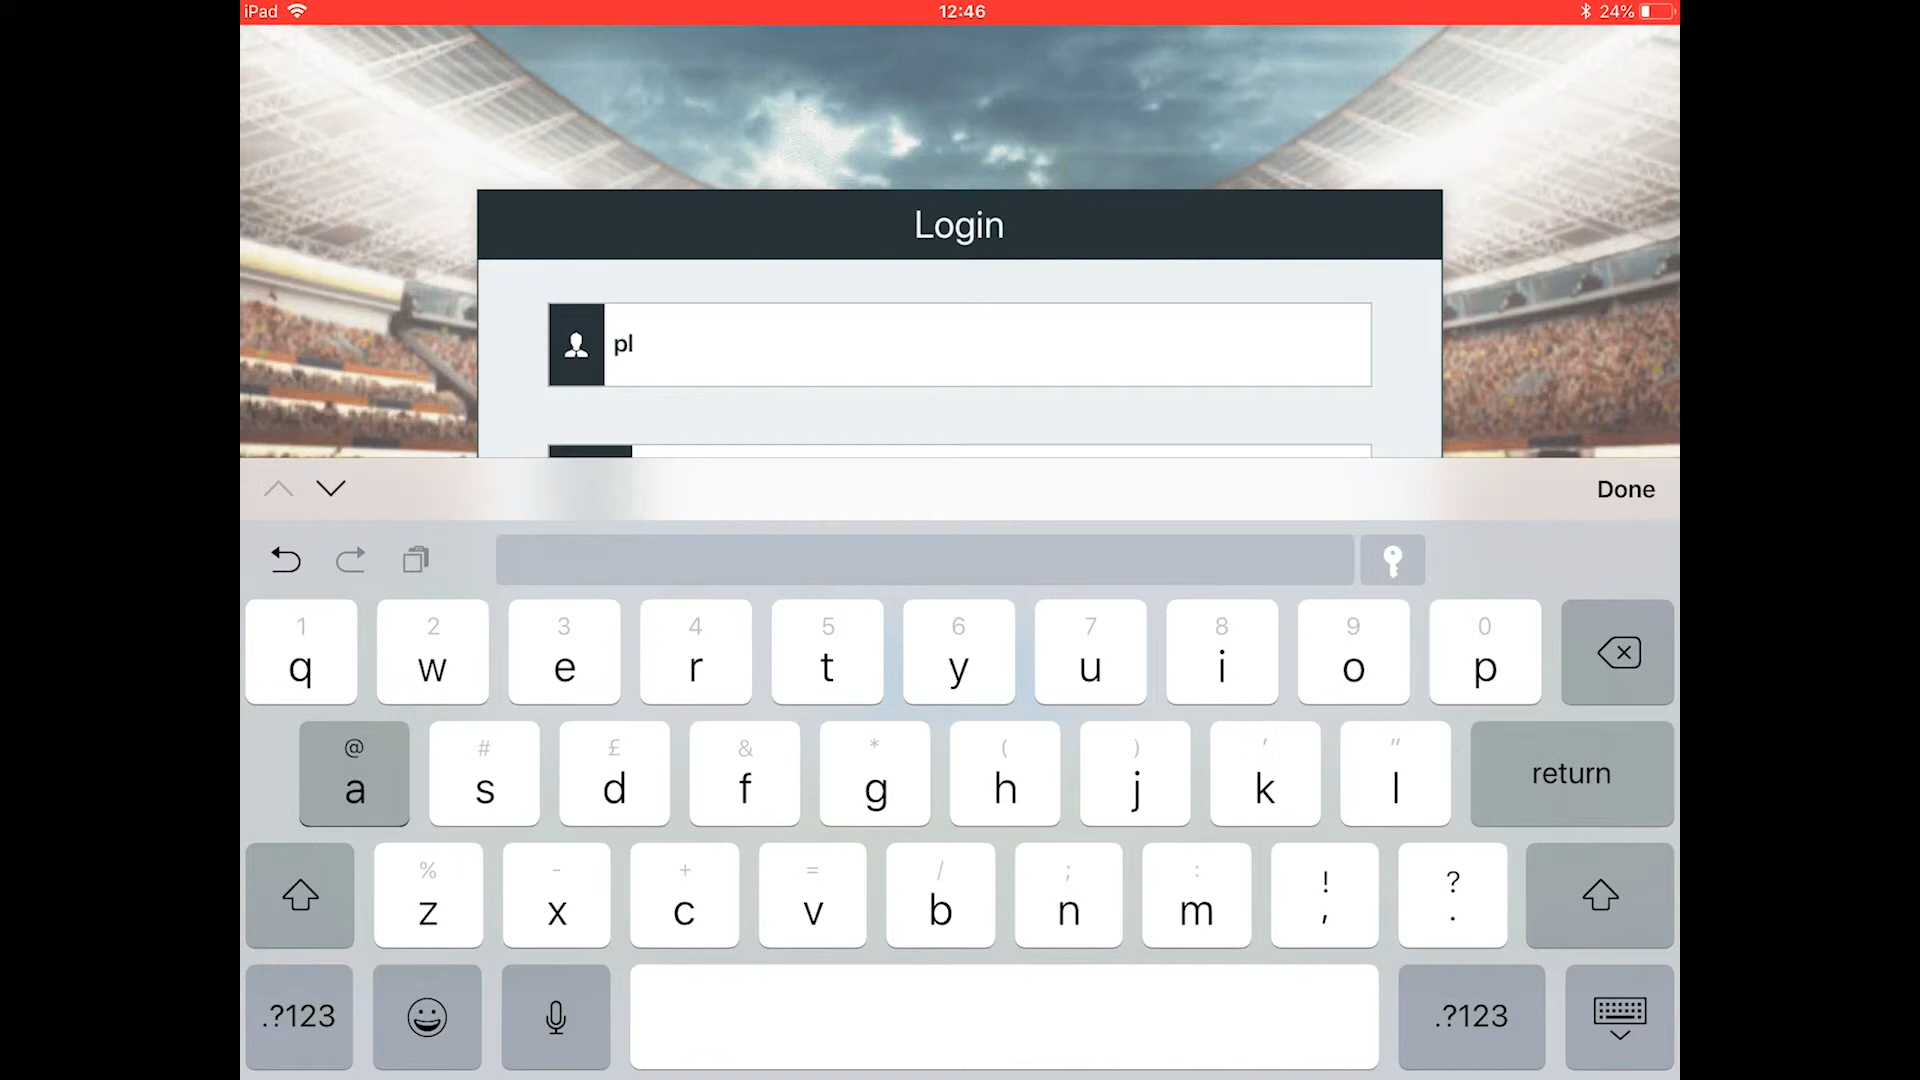 iPad 12:46 24%
Login
pl
Done
1 2 3 4 5 6 7 8 9 0
q w e r t y u i o p
@ # £ & * ( ) ' "
a s d f g h j k l return
% - + = / ; : ! ?
z x c v b n m , .
.?123 .?123